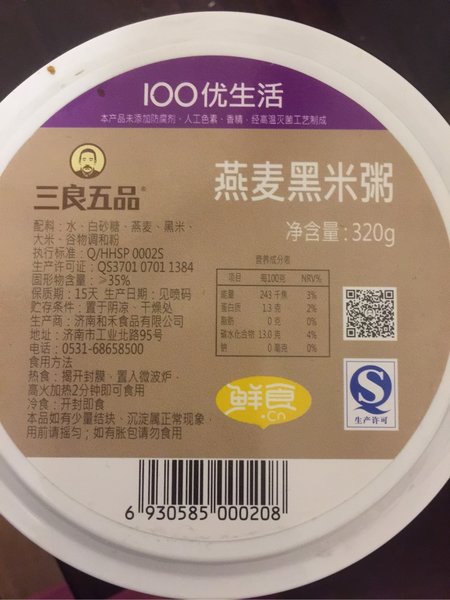 100优生活
本产品未添加防腐剂、人工色素、香精、经高温灭菌工艺制成
三良五品®
燕麦黑米粥
净含量:320g
配料：水、白砂糖、燕麦、黑米、
大米、谷物调和粉
执行标准：Q/HHSP 0002S
生产许可证：QS3701 0701 1384
固形物含量：≥35%
保质期：15天 生产日期：见喷码
贮存条件：置于阴凉、干燥处
生产商：济南和木食品有限公司
地址：济南市工业北路95号
电话：0531-68658500
食用方法
热食：揭开封膜，置入微波炉，
高火加热2分钟即可食用
冷食：开封即食
本品如有少量结块、沉淀属正常现象，
用前请摇匀；如有胀包请勿食用
营养成分表
项目 每100克 NRV%
能量 243 千焦 3%
蛋白质 1.3 克 2%
脂肪 0 克 0%
碳水化合物 13.0 克 4%
钠 0 毫克 0%
鲜食
.cn
QS
生产许可
6 930585 000208